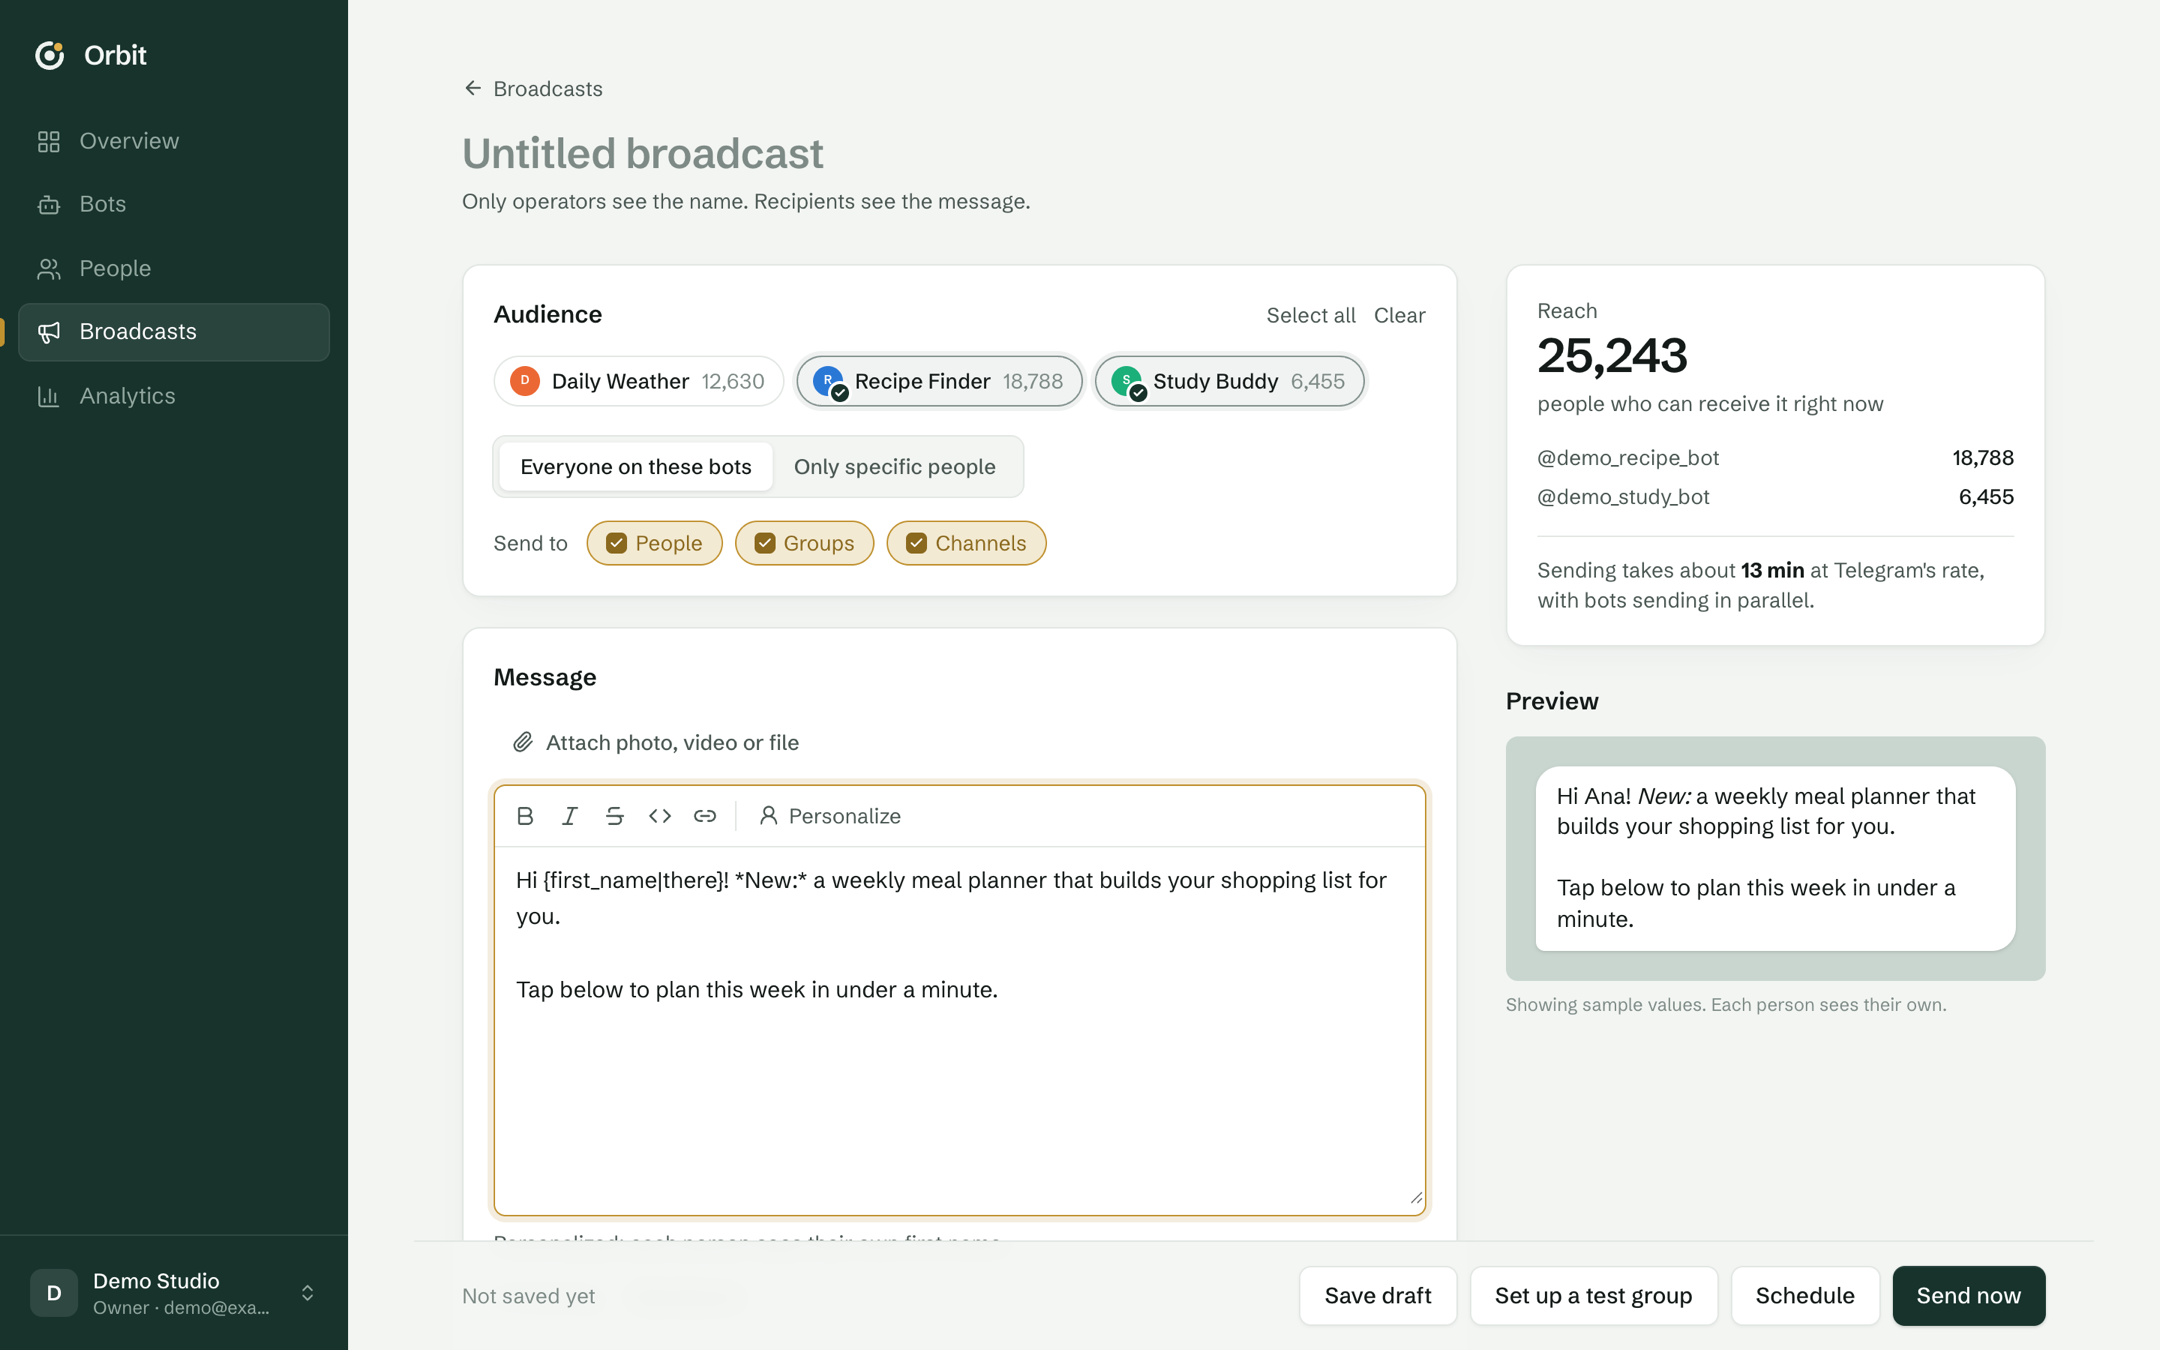 Orbit
Overview
Bots
People
Broadcasts
Analytics
Demo Studio
Owner · demo@exa...
D
Broadcasts
Untitled broadcast
Only operators see the name. Recipients see the message.
Audience
Select all
Clear
D Daily Weather 12,630
R Recipe Finder 18,788
S Study Buddy 6,455
Everyone on these bots
Only specific people
Send to
People
Groups
Channels
Message
Attach photo, video or file
Personalize
Hi {first_name|there}! *New:* a weekly meal planner that builds your shopping list for
you.
Tap below to plan this week in under a minute.
Personalized: each person sees their own first name
Reach
25,243
people who can receive it right now
@demo_recipe_bot 18,788
@demo_study_bot 6,455
Sending takes about 13 min at Telegram's rate,
with bots sending in parallel.
Preview
Hi Ana! New: a weekly meal planner that
builds your shopping list for you.
Tap below to plan this week in under a
minute.
Showing sample values. Each person sees their own.
Not saved yet
Save draft
Set up a test group
Schedule
Send now